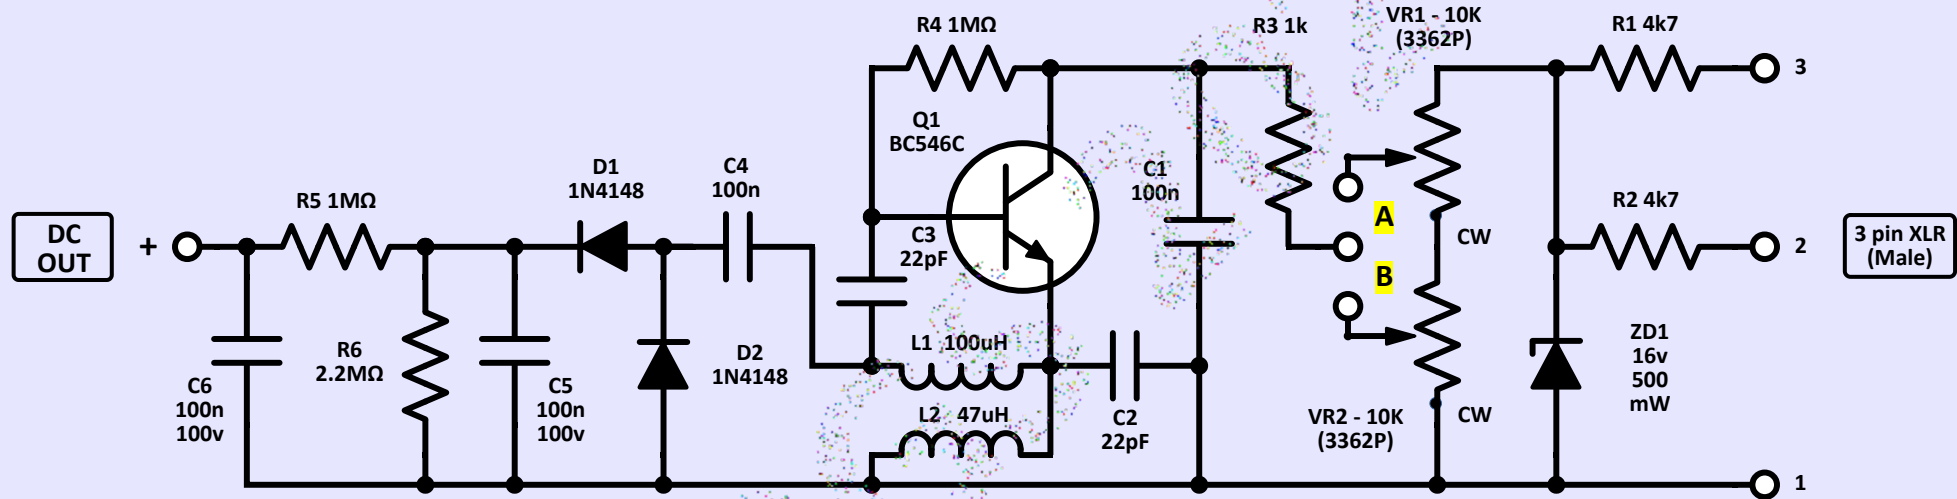 R4 1MΩ
R3 1k
VR1 - 10K
(3362P)
R1 4k7
3
Q1
BC546C
D1
1N4148
C4
100n
C1
100n
R5 1MΩ
R2 4k7
A
DC
OUT
+
C3
22pF
CW
2
3 pin XLR
(Male)
B
L1 100uH
R6
2.2MΩ
D2
1N4148
ZD1
16v
500
mW
C6
100n
100v
C5
100n
100v
L2 47uH
C2
22pF
VR2 - 10K
(3362P)
CW
1